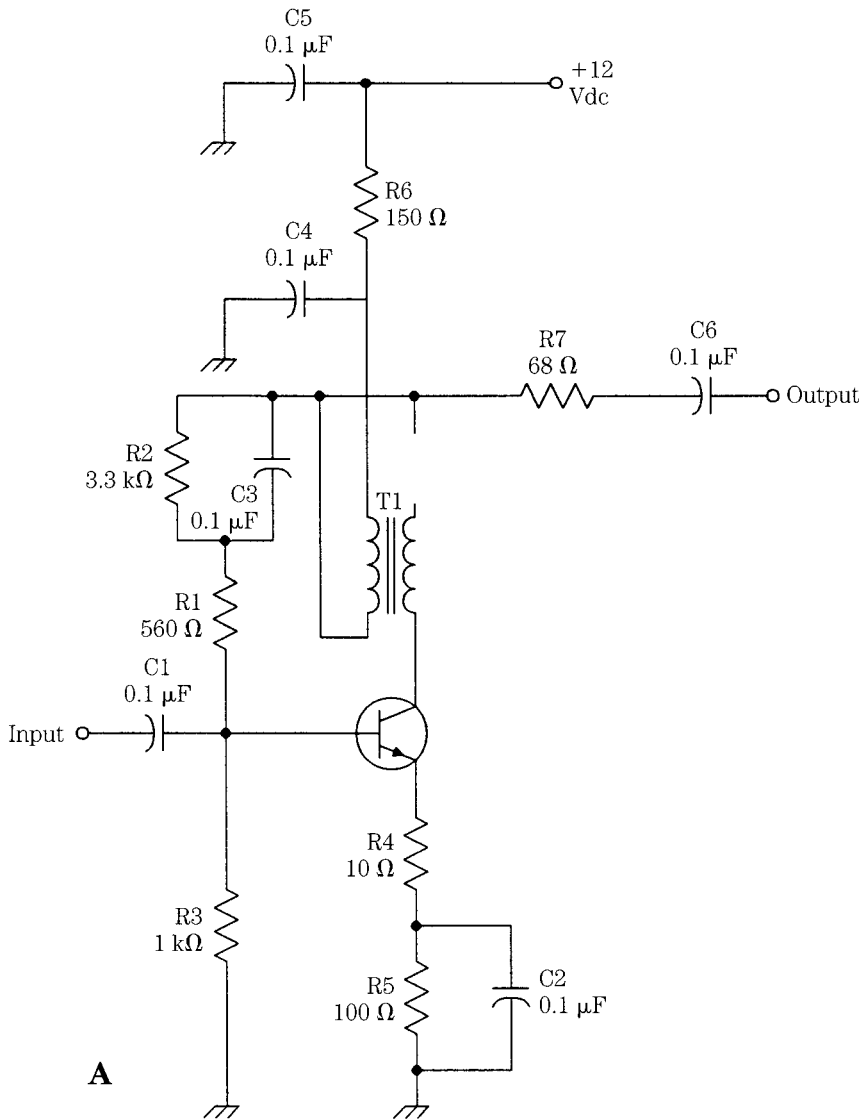 C5
0.1 μF
+12
Vdc
R6
150 Ω
C4
0.1 μF
R7
68 Ω
C6
0.1 μF
Output
R2
3.3 kΩ
C3
0.1 μF
T1
R1
560 Ω
C1
0.1 μF
Input
R4
10 Ω
R3
1 kΩ
R5
100 Ω
C2
0.1 μF
A